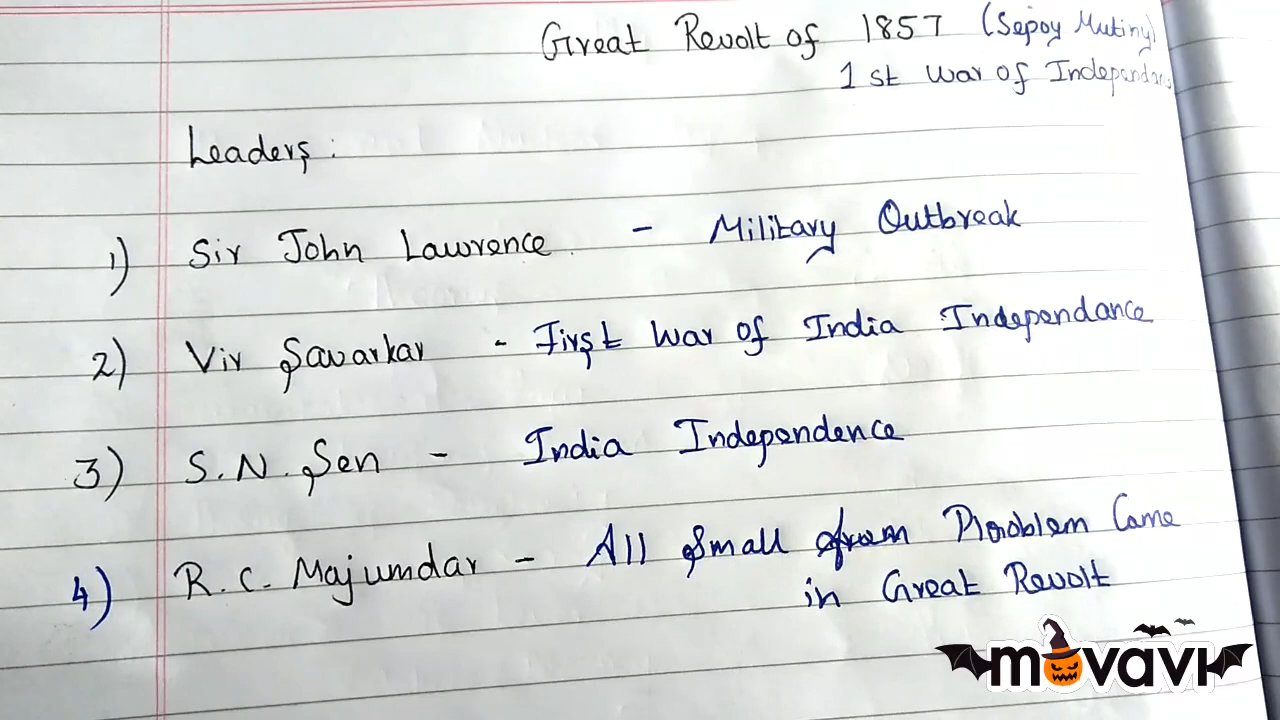 Great Revolt of 1857 (Sepoy Mutiny)
1st war of Independance
Leaders:
1) Sir John Lawrence - Military Outbreak
2) Vir Savarkar - First War of India Independance
3) S.N. Sen - India Independence
4) R.C. Majumdar - All Small from Problem Came
in Great Revolt
movavi